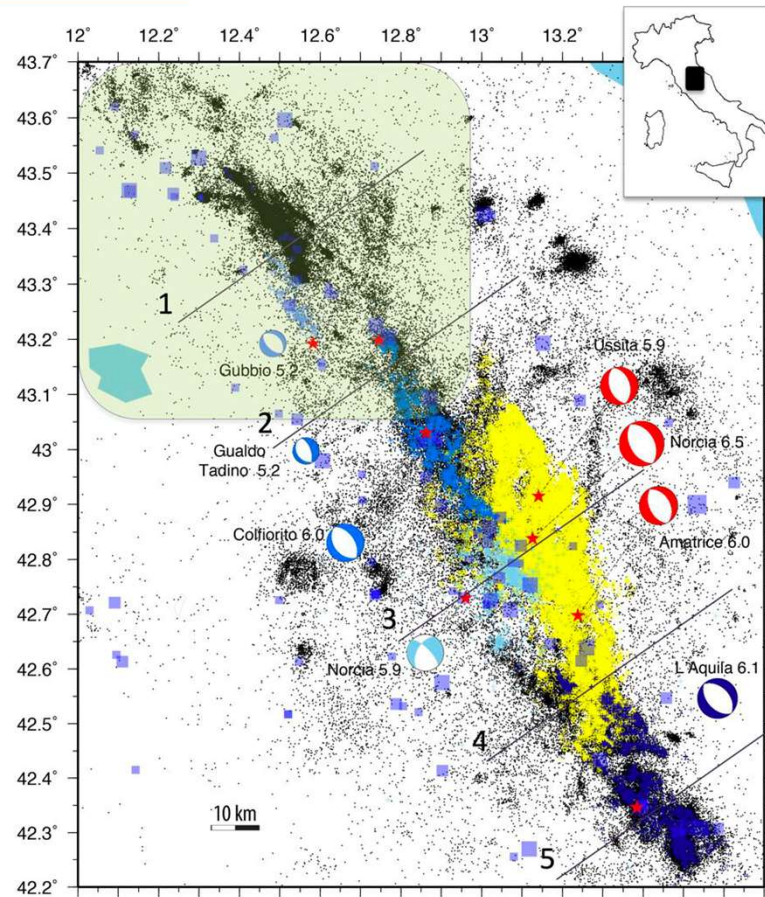 12° 12.2° 12.4° 12.6° 12.8° 13° 13.2°
43.7°
43.6°
43.5°
43.4°
43.3°
43.2°
43.1°
43°
42.9°
42.8°
42.7°
42.6°
42.5°
42.4°
42.3°
42.2°
1
Gubbio 5.2
Ussita 5.9
2
Gualdo
Tadino 5.2
Norcia 6.5
Colfiorito 6.0
Amatrice 6.0
3
Norcia 5.9
L'Aquila 6.1
4
10 km
5